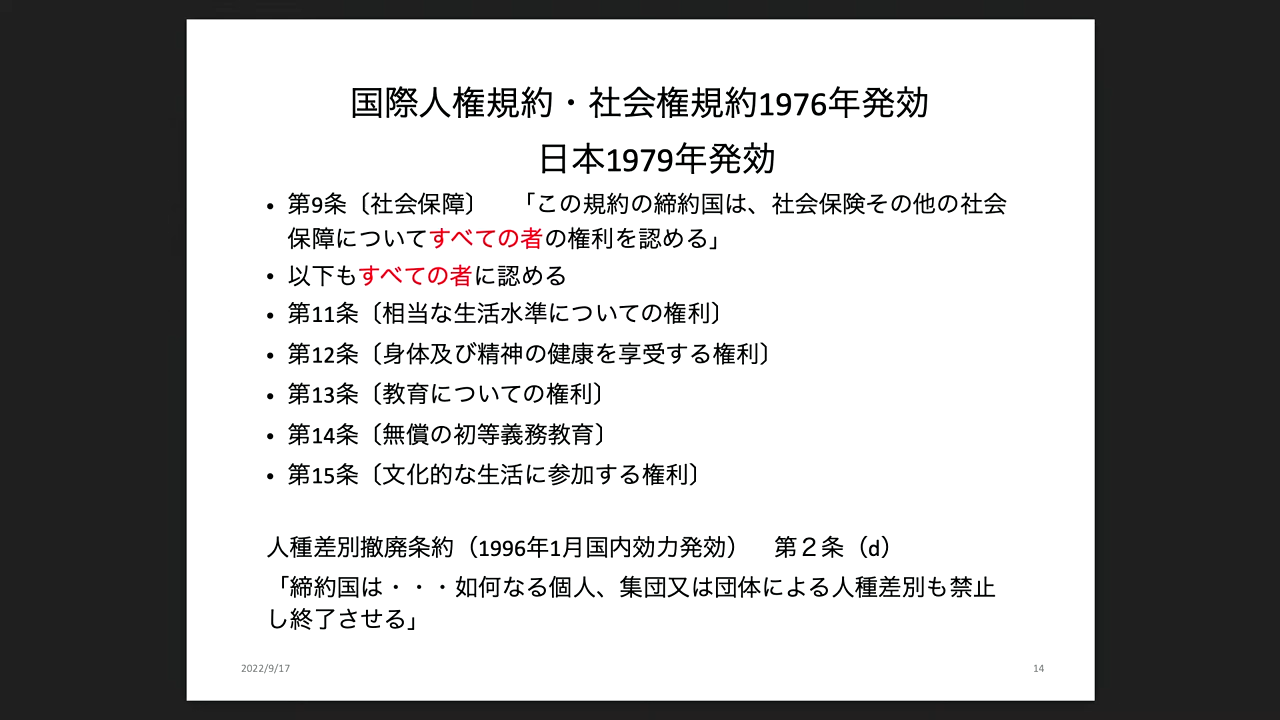 国際人権規約・社会権規約1976年発効
日本1979年発効
• 第9条〔社会保障〕　「この規約の締約国は、社会保険その他の社会
保障についてすべての者の権利を認める」
• 以下もすべての者に認める
• 第11条〔相当な生活水準についての権利〕
• 第12条〔身体及び精神の健康を享受する権利〕
• 第13条〔教育についての権利〕
• 第14条〔無償の初等義務教育〕
• 第15条〔文化的な生活に参加する権利〕
人種差別撤廃条約（1996年1月国内効力発効）　第２条（d）
「締約国は・・・如何なる個人、集団又は団体による人種差別も禁止
し終了させる」
2022/9/17
14